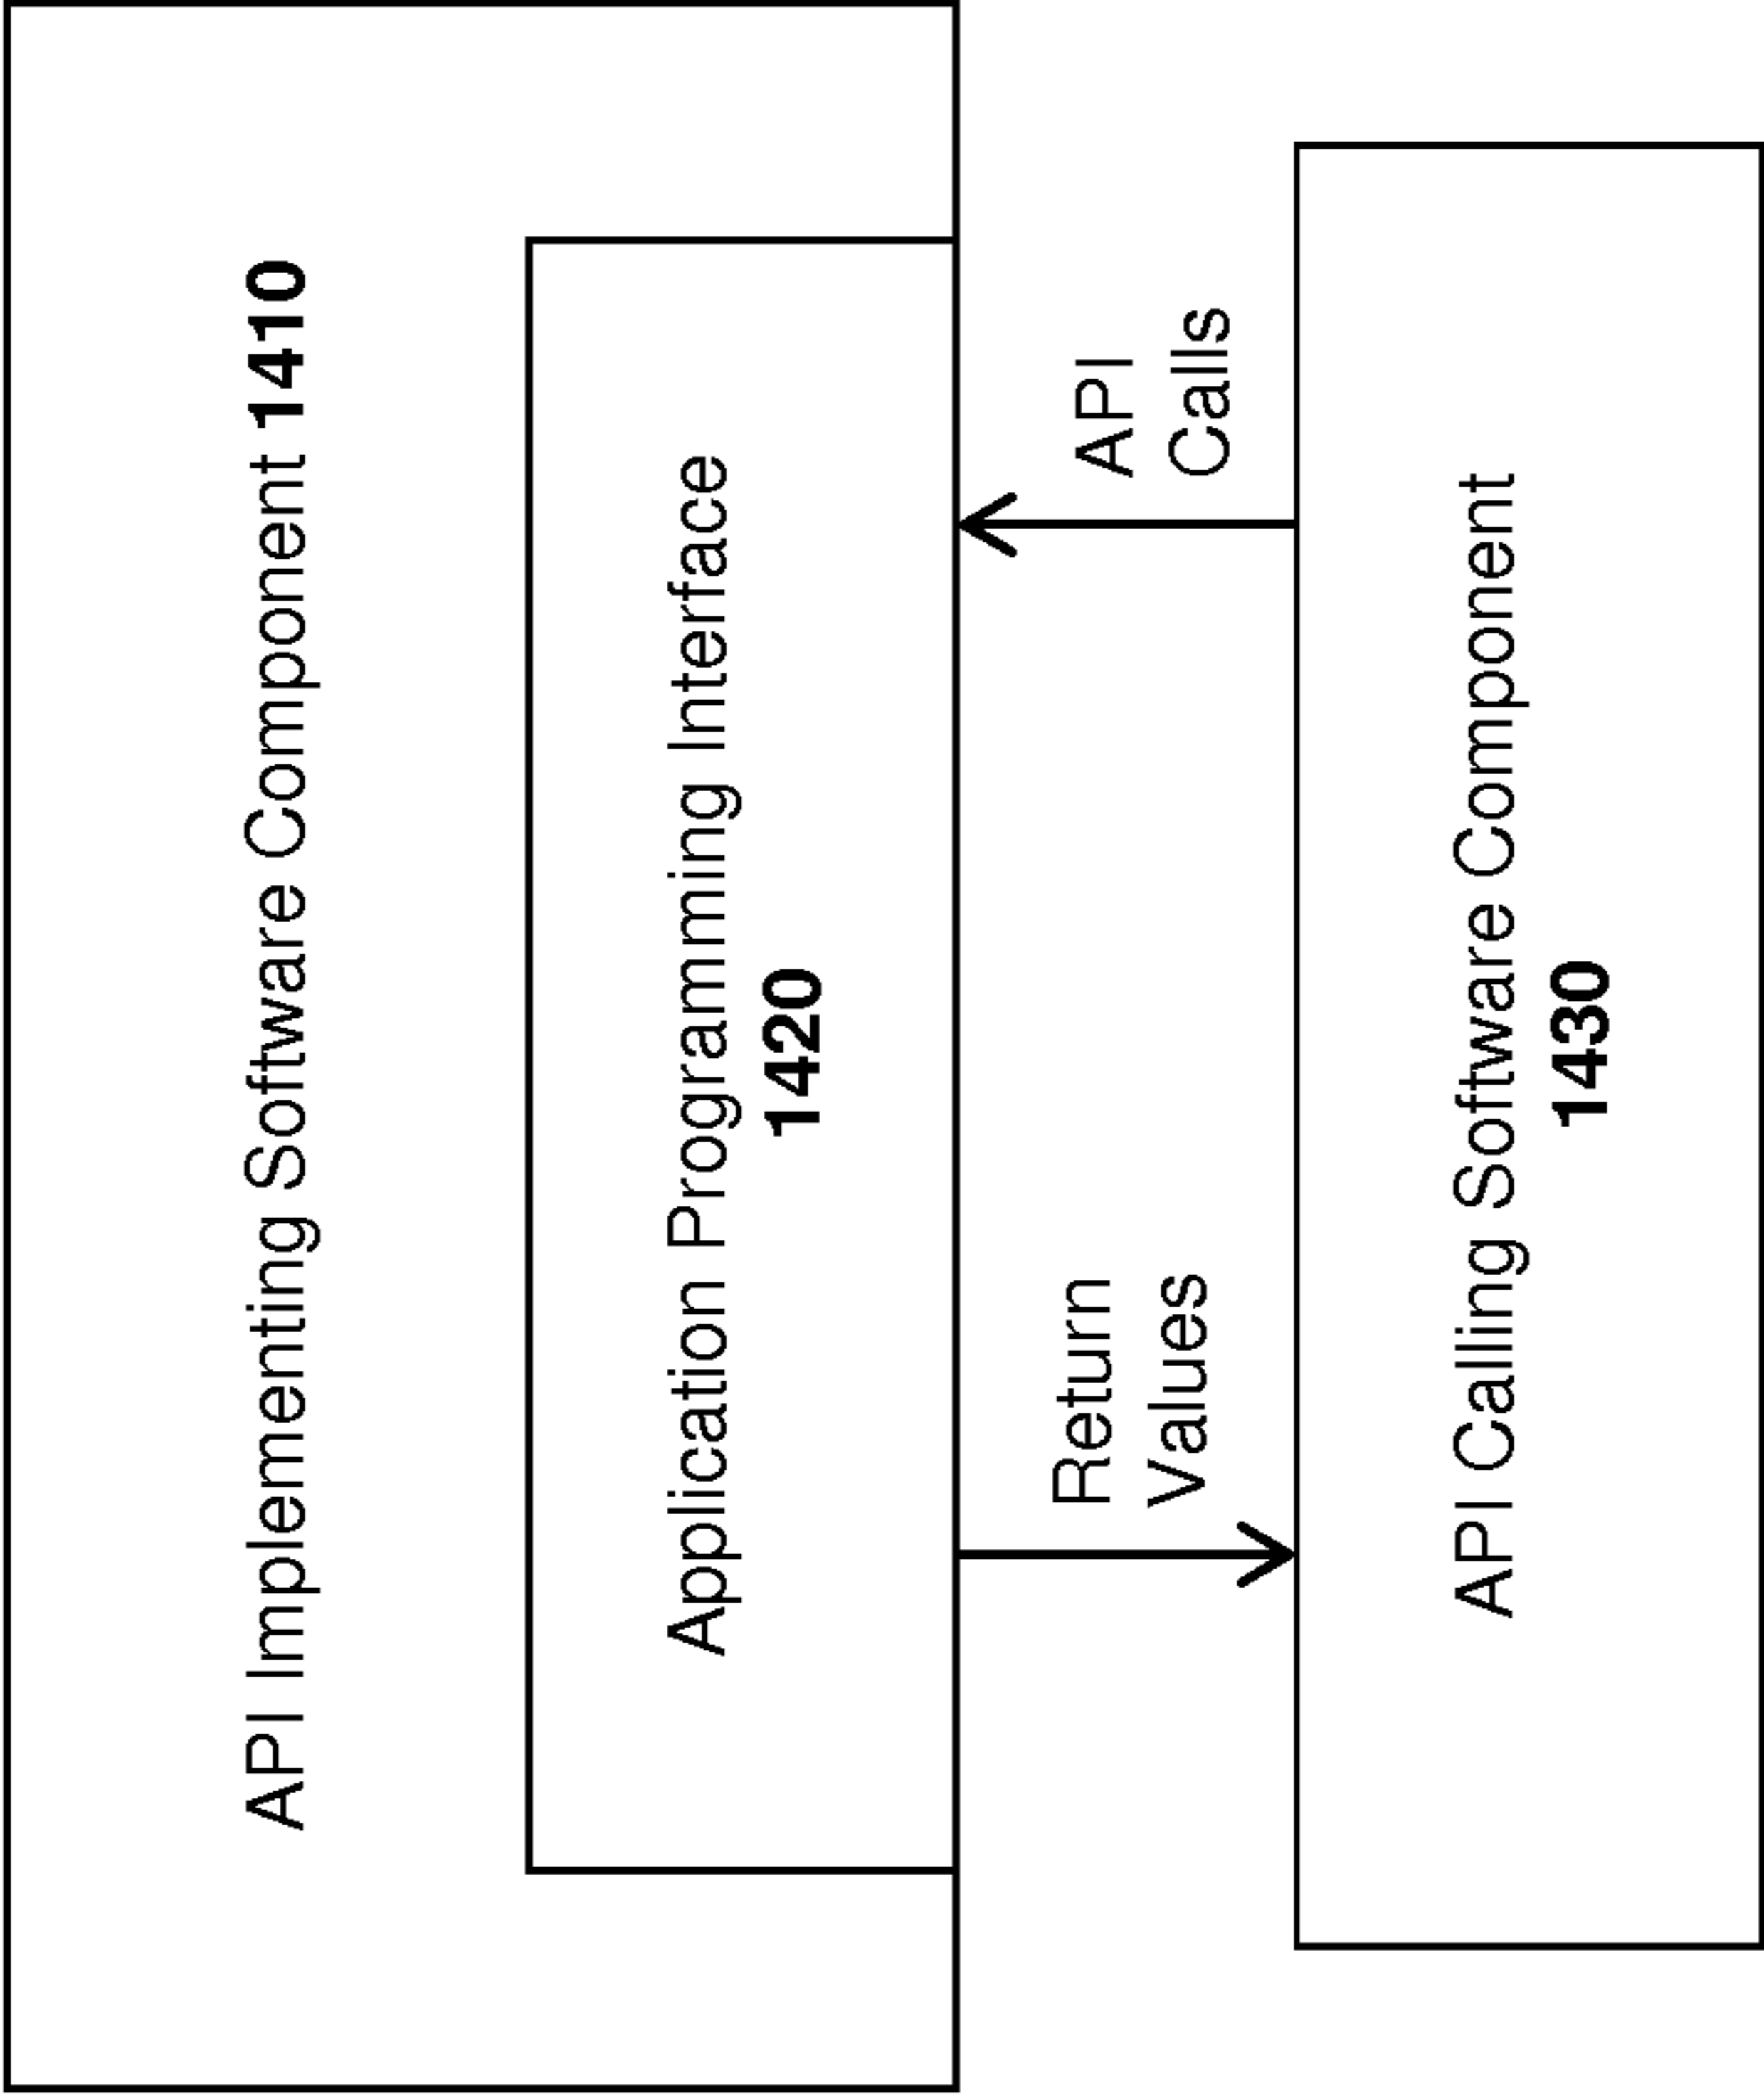 API Implementing Software Component 1410
Application Programming Interface
1420
Return
Values
API
Calls
API Calling Software Component
1430